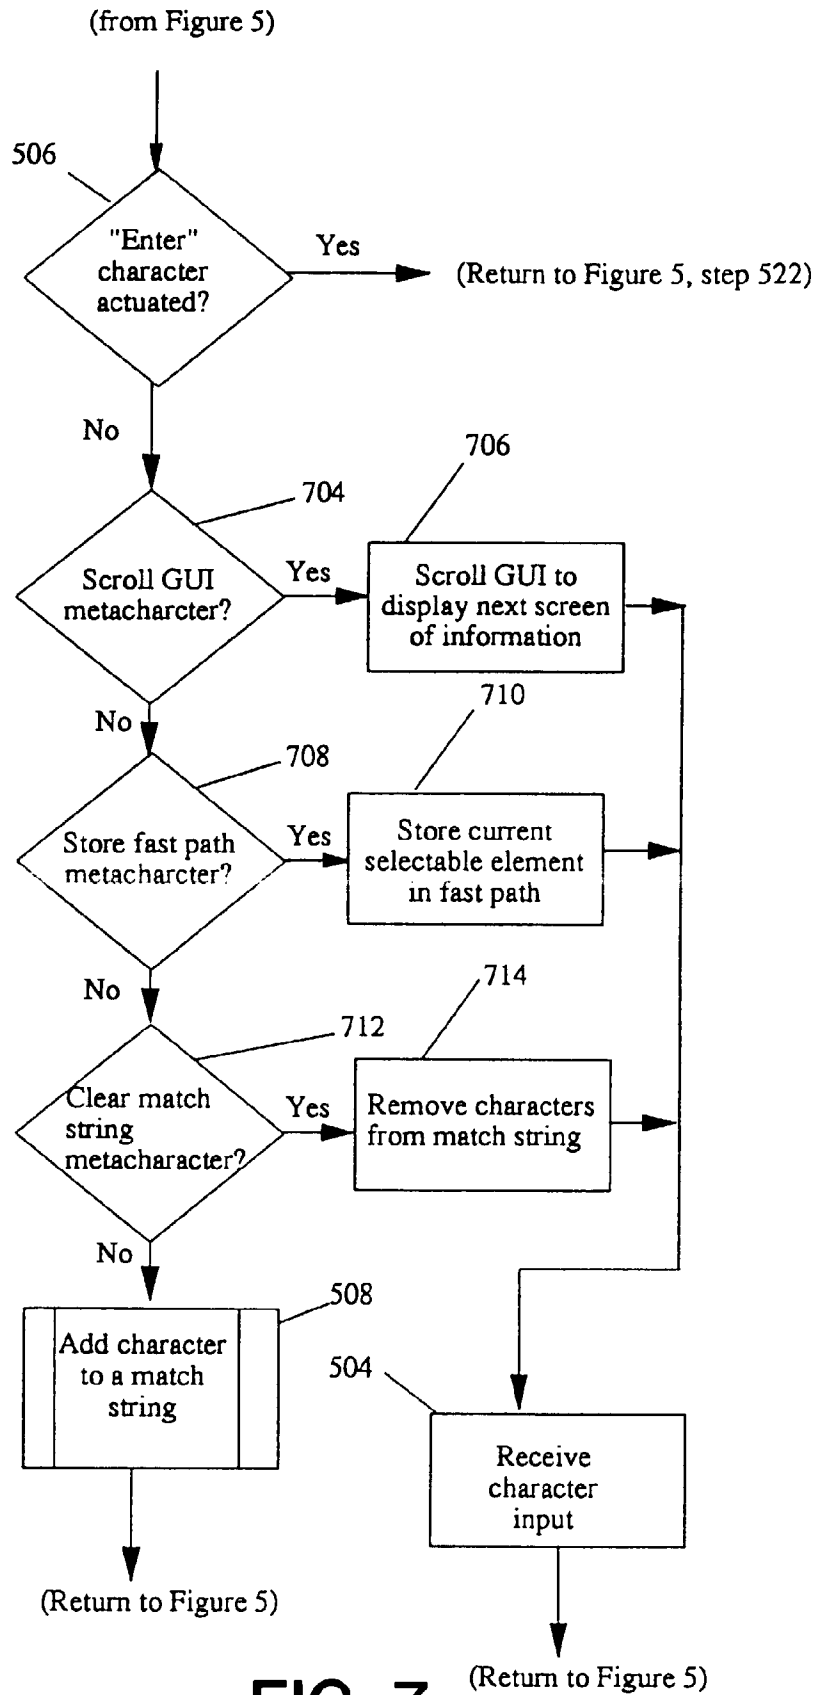 (from Figure 5)
506
"Enter"
character
actuated?
Yes
(Return to Figure 5, step 522)
No
704
706
Scroll GUI
metacharcter?
Yes
Scroll GUI to
display next screen
of information
No
708
710
Store fast path
metacharcter?
Yes
Store current
selectable element
in fast path
No
712
714
Clear match
string
metacharacter?
Yes
Remove characters
from match string
No
508
Add character
to a match
string
504
Receive
character
input
(Return to Figure 5)
(Return to Figure 5)
FIG. 7